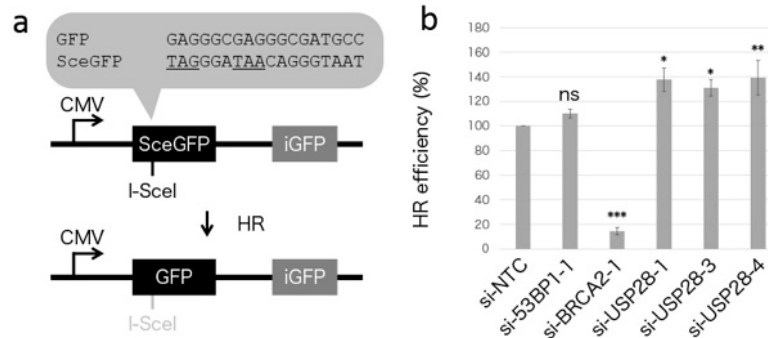 a
GFP GAGGGCGAGGGCGATGCC
SceGFP TAGGGATAACAGGGTAAT
CMV
SceGFP
iGFP
I-SceI
HR
CMV
GFP
iGFP
I-SceI
b
HR efficiency (%)
180
160
140
120
100
80
60
40
20
0
ns
***
*
*
**
si-NTC
si-53BP1-1
si-BRCA2-1
si-USP28-1
si-USP28-3
si-USP28-4